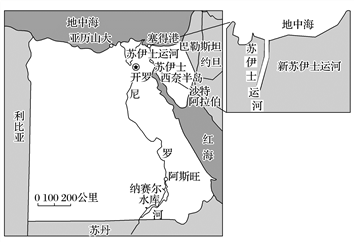 地中海
亚历山大
塞得港
苏伊士运河
巴勒斯坦
开罗
苏伊士
西奈半岛
约旦
波特
阿拉伯
尼
罗
河
利比亚
红海
阿斯旺
纳赛尔
水库
0 100 200公里
苏丹
地中海
苏伊士运河
新苏伊士运河